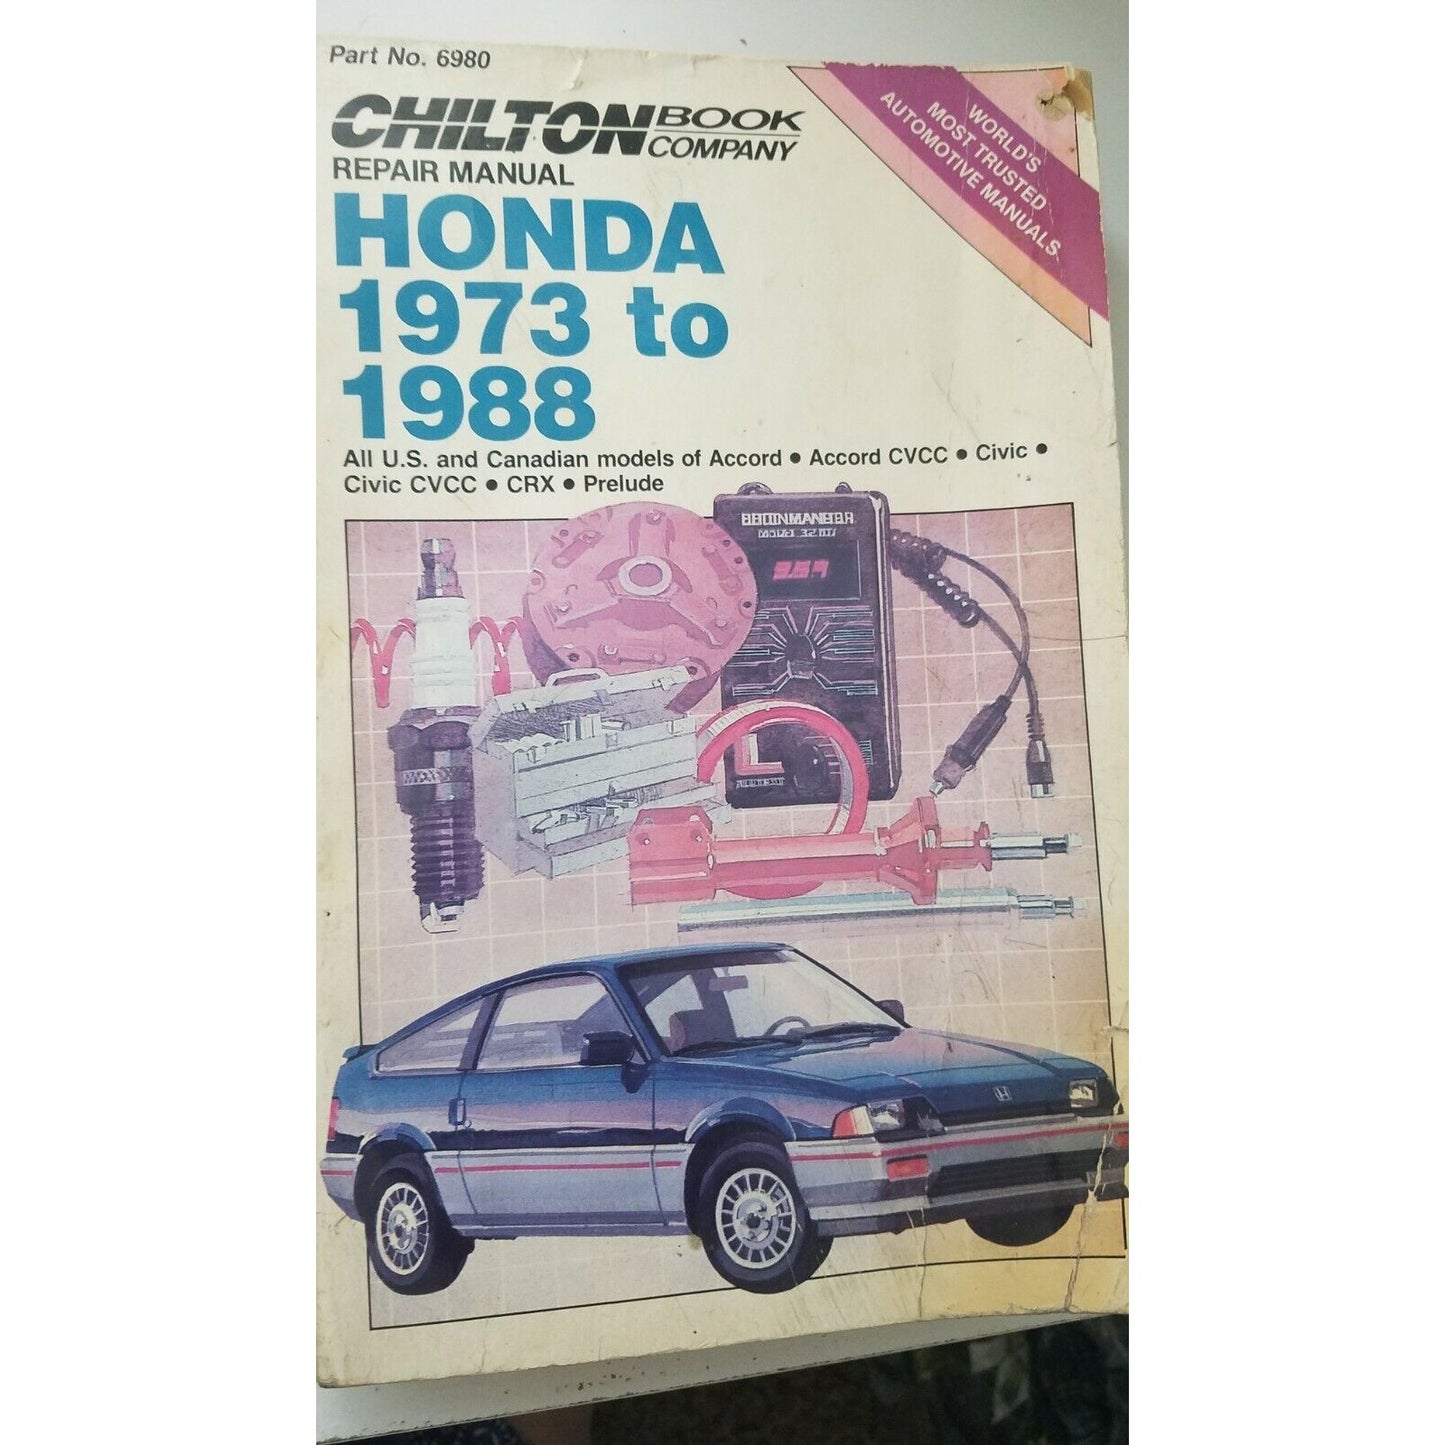 Part No. 6980
CHILTON BOOK COMPANY
REPAIR MANUAL
HONDA
1973 to
1988
All U.S. and Canadian models of Accord • Accord CVCC • Civic •
Civic CVCC • CRX • Prelude
WORLD'S
MOST TRUSTED
AUTOMOTIVE MANUALS